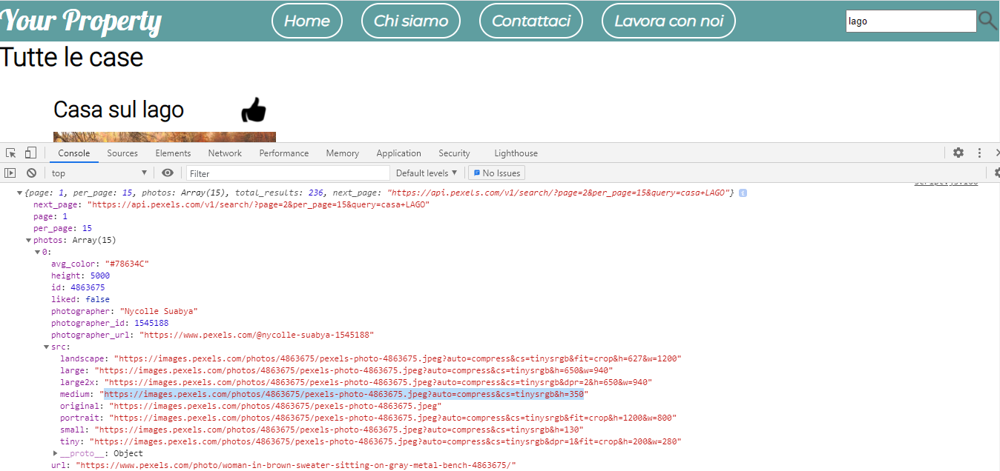 Your Property
Home
Chi siamo
Contattaci
Lavora con noi
lago
Tutte le case
Casa sul lago
Console
Sources
Elements
Network
Performance
Memory
Application
Security
Lighthouse
top
Filter
Default levels
No Issues
{page: 1, per_page: 15, photos: Array(15), total_results: 236, next_page: "https://api.pexels.com/v1/search/?page=2&per_page=15&query=casa+LAGO"}
next_page: "https://api.pexels.com/v1/search/?page=2&per_page=15&query=casa+LAGO"
page: 1
per_page: 15
photos: Array(15)
0:
avg_color: "#78634C"
height: 5000
id: 4863675
liked: false
photographer: "Nycolle Suabya"
photographer_id: 1545188
photographer_url: "https://www.pexels.com/@nycolle-suabya-1545188"
src:
landscape: "https://images.pexels.com/photos/4863675/pexels-photo-4863675.jpeg?auto=compress&cs=tinysrgb&fit=crop&h=627&w=1200"
large: "https://images.pexels.com/photos/4863675/pexels-photo-4863675.jpeg?auto=compress&cs=tinysrgb&h=650&w=940"
large2x: "https://images.pexels.com/photos/4863675/pexels-photo-4863675.jpeg?auto=compress&cs=tinysrgb&dpr=2&h=650&w=940"
medium: "https://images.pexels.com/photos/4863675/pexels-photo-4863675.jpeg?auto=compress&cs=tinysrgb&h=350"
original: "https://images.pexels.com/photos/4863675/pexels-photo-4863675.jpeg"
portrait: "https://images.pexels.com/photos/4863675/pexels-photo-4863675.jpeg?auto=compress&cs=tinysrgb&fit=crop&h=1200&w=800"
small: "https://images.pexels.com/photos/4863675/pexels-photo-4863675.jpeg?auto=compress&cs=tinysrgb&h=130"
tiny: "https://images.pexels.com/photos/4863675/pexels-photo-4863675.jpeg?auto=compress&cs=tinysrgb&dpr=1&fit=crop&h=200&w=280"
__proto__: Object
url: "https://www.pexels.com/photo/woman-in-brown-sweater-sitting-on-gray-metal-bench-4863675/"